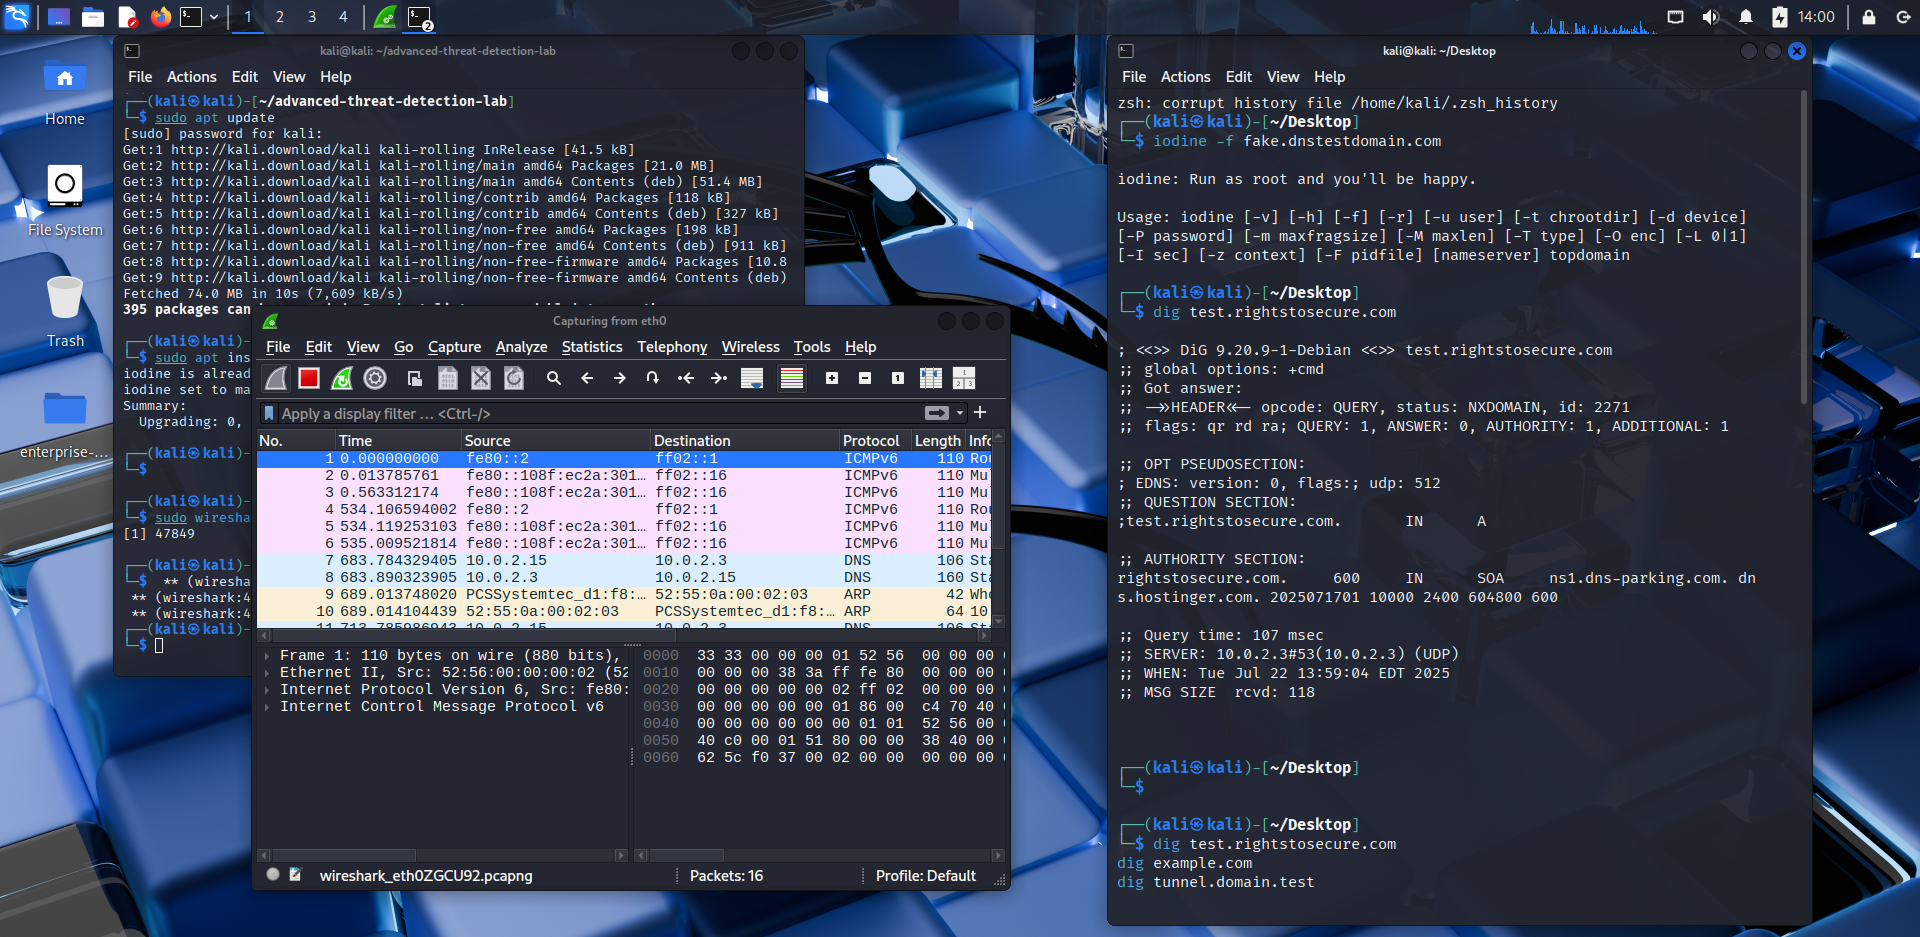 1 2 3 4
2
14:00
Home
File System
Trash
enterprise-...
kali@kali: ~/advanced-threat-detection-lab
File Actions Edit View Help
┌──(kali㉿kali)-[~/advanced-threat-detection-lab]
└─$ sudo apt update
[sudo] password for kali:
Get:1 http://kali.download/kali kali-rolling InRelease [41.5 kB]
Get:2 http://kali.download/kali kali-rolling/main amd64 Packages [21.0 MB]
Get:3 http://kali.download/kali kali-rolling/main amd64 Contents (deb) [51.4 MB]
Get:4 http://kali.download/kali kali-rolling/contrib amd64 Packages [118 kB]
Get:5 http://kali.download/kali kali-rolling/contrib amd64 Contents (deb) [327 kB]
Get:6 http://kali.download/kali kali-rolling/non-free amd64 Packages [198 kB]
Get:7 http://kali.download/kali kali-rolling/non-free amd64 Contents (deb) [911 kB]
Get:8 http://kali.download/kali kali-rolling/non-free-firmware amd64 Packages [10.8
Get:9 http://kali.download/kali kali-rolling/non-free-firmware amd64 Contents (deb)
Fetched 74.0 MB in 10s (7,609 kB/s)
395 packages can
┌──(kali㉿kali)-
└─$ sudo apt ins
iodine is alread
iodine set to ma
Summary:
Upgrading: 0,
┌──(kali㉿kali)-
└─$
┌──(kali㉿kali)-
└─$ sudo wiresha
[1] 47849
┌──(kali㉿kali)-
└─$ ** (wiresha
** (wireshark:4
** (wireshark:4
┌──(kali㉿kali)-
└─$
Capturing from eth0
File Edit View Go Capture Analyze Statistics Telephony Wireless Tools Help
Apply a display filter ... <Ctrl-/>
No. Time Source Destination Protocol Length Info
1 0.000000000 fe80::2 ff02::1 ICMPv6 110 Rou
2 0.013785761 fe80::108f:ec2a:301... ff02::16 ICMPv6 110 Mul
3 0.563312174 fe80::108f:ec2a:301... ff02::16 ICMPv6 110 Mul
4 534.106594002 fe80::2 ff02::1 ICMPv6 110 Rou
5 534.119253103 fe80::108f:ec2a:301... ff02::16 ICMPv6 110 Mul
6 535.009521814 fe80::108f:ec2a:301... ff02::16 ICMPv6 110 Mul
7 683.784329405 10.0.2.15 10.0.2.3 DNS 106 Sta
8 683.890323905 10.0.2.3 10.0.2.15 DNS 160 Sta
9 689.013748020 PCSSystemtec_d1:f8:... 52:55:0a:00:02:03 ARP 42 Who
10 689.014104439 52:55:0a:00:02:03 PCSSystemtec_d1:f8:... ARP 64 10
11 713.785986943 10.0.2.15 10.0.2.3 DNS 106 Sta
Frame 1: 110 bytes on wire (880 bits),
Ethernet II, Src: 52:56:00:00:00:02 (52
Internet Protocol Version 6, Src: fe80:
Internet Control Message Protocol v6
0000 33 33 00 00 00 01 52 56 00 00 00
0010 00 00 00 38 3a ff fe 80 00 00 00
0020 00 00 00 00 00 02 ff 02 00 00 00
0030 00 00 00 00 00 01 86 00 c4 70 40
0040 00 00 00 00 00 00 01 01 52 56 00
0050 40 c0 00 01 51 80 00 00 38 40 00
0060 62 5c f0 37 00 02 00 00 00 00 00
wireshark_eth0ZGCU92.pcapng
Packets: 16
Profile: Default
kali@kali: ~/Desktop
File Actions Edit View Help
zsh: corrupt history file /home/kali/.zsh_history
┌──(kali㉿kali)-[~/Desktop]
└─$ iodine -f fake.dnstestdomain.com
iodine: Run as root and you'll be happy.
Usage: iodine [-v] [-h] [-f] [-r] [-u user] [-t chrootdir] [-d device]
[-P password] [-m maxfragsize] [-M maxlen] [-T type] [-O enc] [-L 0|1]
[-I sec] [-z context] [-F pidfile] [nameserver] topdomain
┌──(kali㉿kali)-[~/Desktop]
└─$ dig test.rightstosecure.com
; <<>> DiG 9.20.9-1-Debian <<>> test.rightstosecure.com
;; global options: +cmd
;; Got answer:
;; ->>HEADER<<- opcode: QUERY, status: NXDOMAIN, id: 2271
;; flags: qr rd ra; QUERY: 1, ANSWER: 0, AUTHORITY: 1, ADDITIONAL: 1
;; OPT PSEUDOSECTION:
; EDNS: version: 0, flags:; udp: 512
;; QUESTION SECTION:
;test.rightstosecure.com. IN A
;; AUTHORITY SECTION:
rightstosecure.com. 600 IN SOA ns1.dns-parking.com. dn
s.hostinger.com. 2025071701 10000 2400 604800 600
;; Query time: 107 msec
;; SERVER: 10.0.2.3#53(10.0.2.3) (UDP)
;; WHEN: Tue Jul 22 13:59:04 EDT 2025
;; MSG SIZE rcvd: 118
┌──(kali㉿kali)-[~/Desktop]
└─$
┌──(kali㉿kali)-[~/Desktop]
└─$ dig test.rightstosecure.com
dig example.com
dig tunnel.domain.test